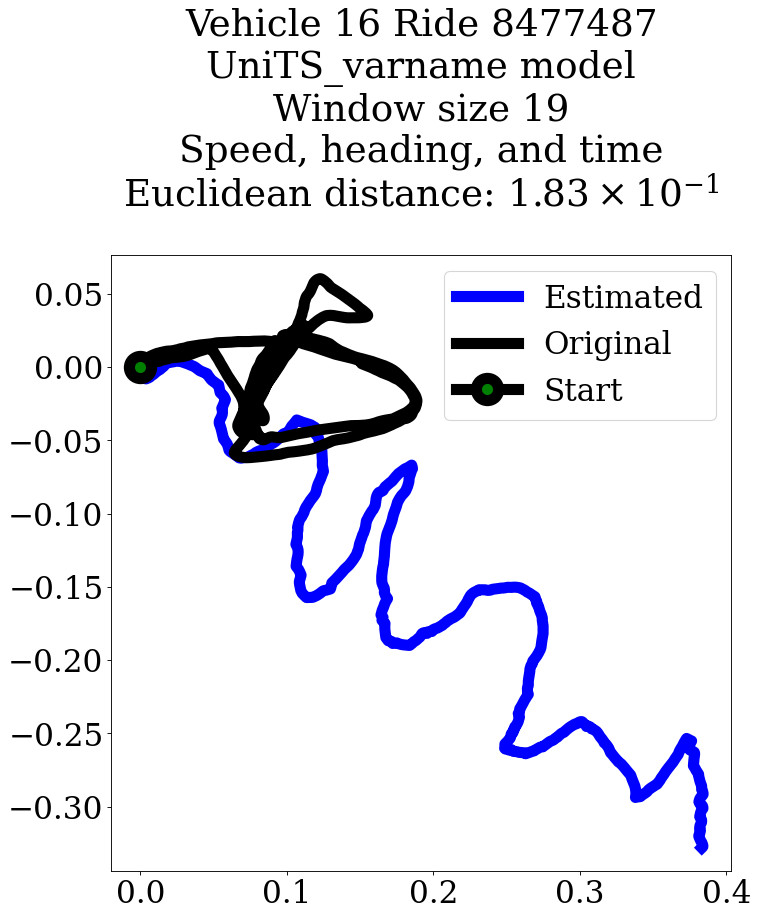 Vehicle 16 Ride 8477487
UniTS_varname model
Window size 19
Speed, heading, and time
Euclidean distance: 1.83 × 10⁻¹
Estimated
Original
Start
0.05
0.00
−0.05
−0.10
−0.15
−0.20
−0.25
−0.30
0.0 0.1 0.2 0.3 0.4